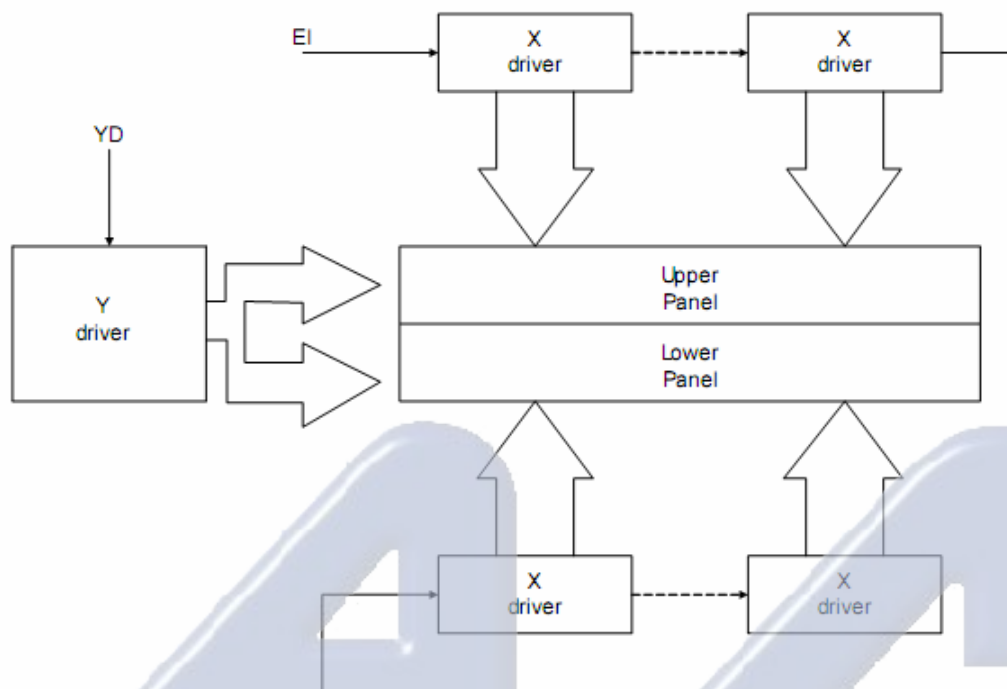 EI
X
driver
X
driver
YD
Y
driver
Upper
Panel
Lower
Panel
X
driver
X
driver